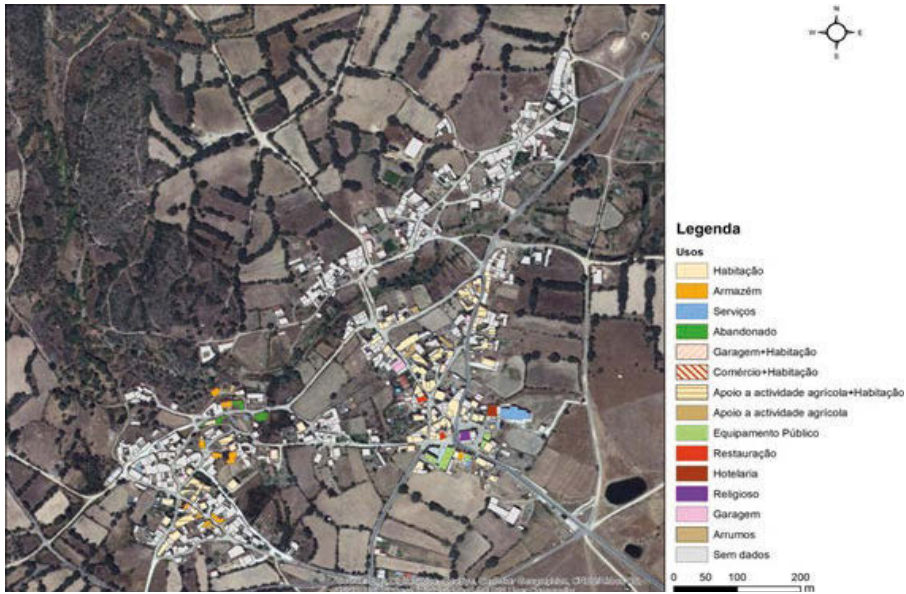 N
W E
S
Legenda
Usos
Habitação
Armazém
Serviços
Abandonado
Garagem+Habitação
Comércio+Habitação
Apoio a actividade agrícola+Habitação
Apoio a actividade agrícola
Equipamento Público
Restauração
Hotelaria
Religioso
Garagem
Arrumos
Sem dados
0 50 100 200
m